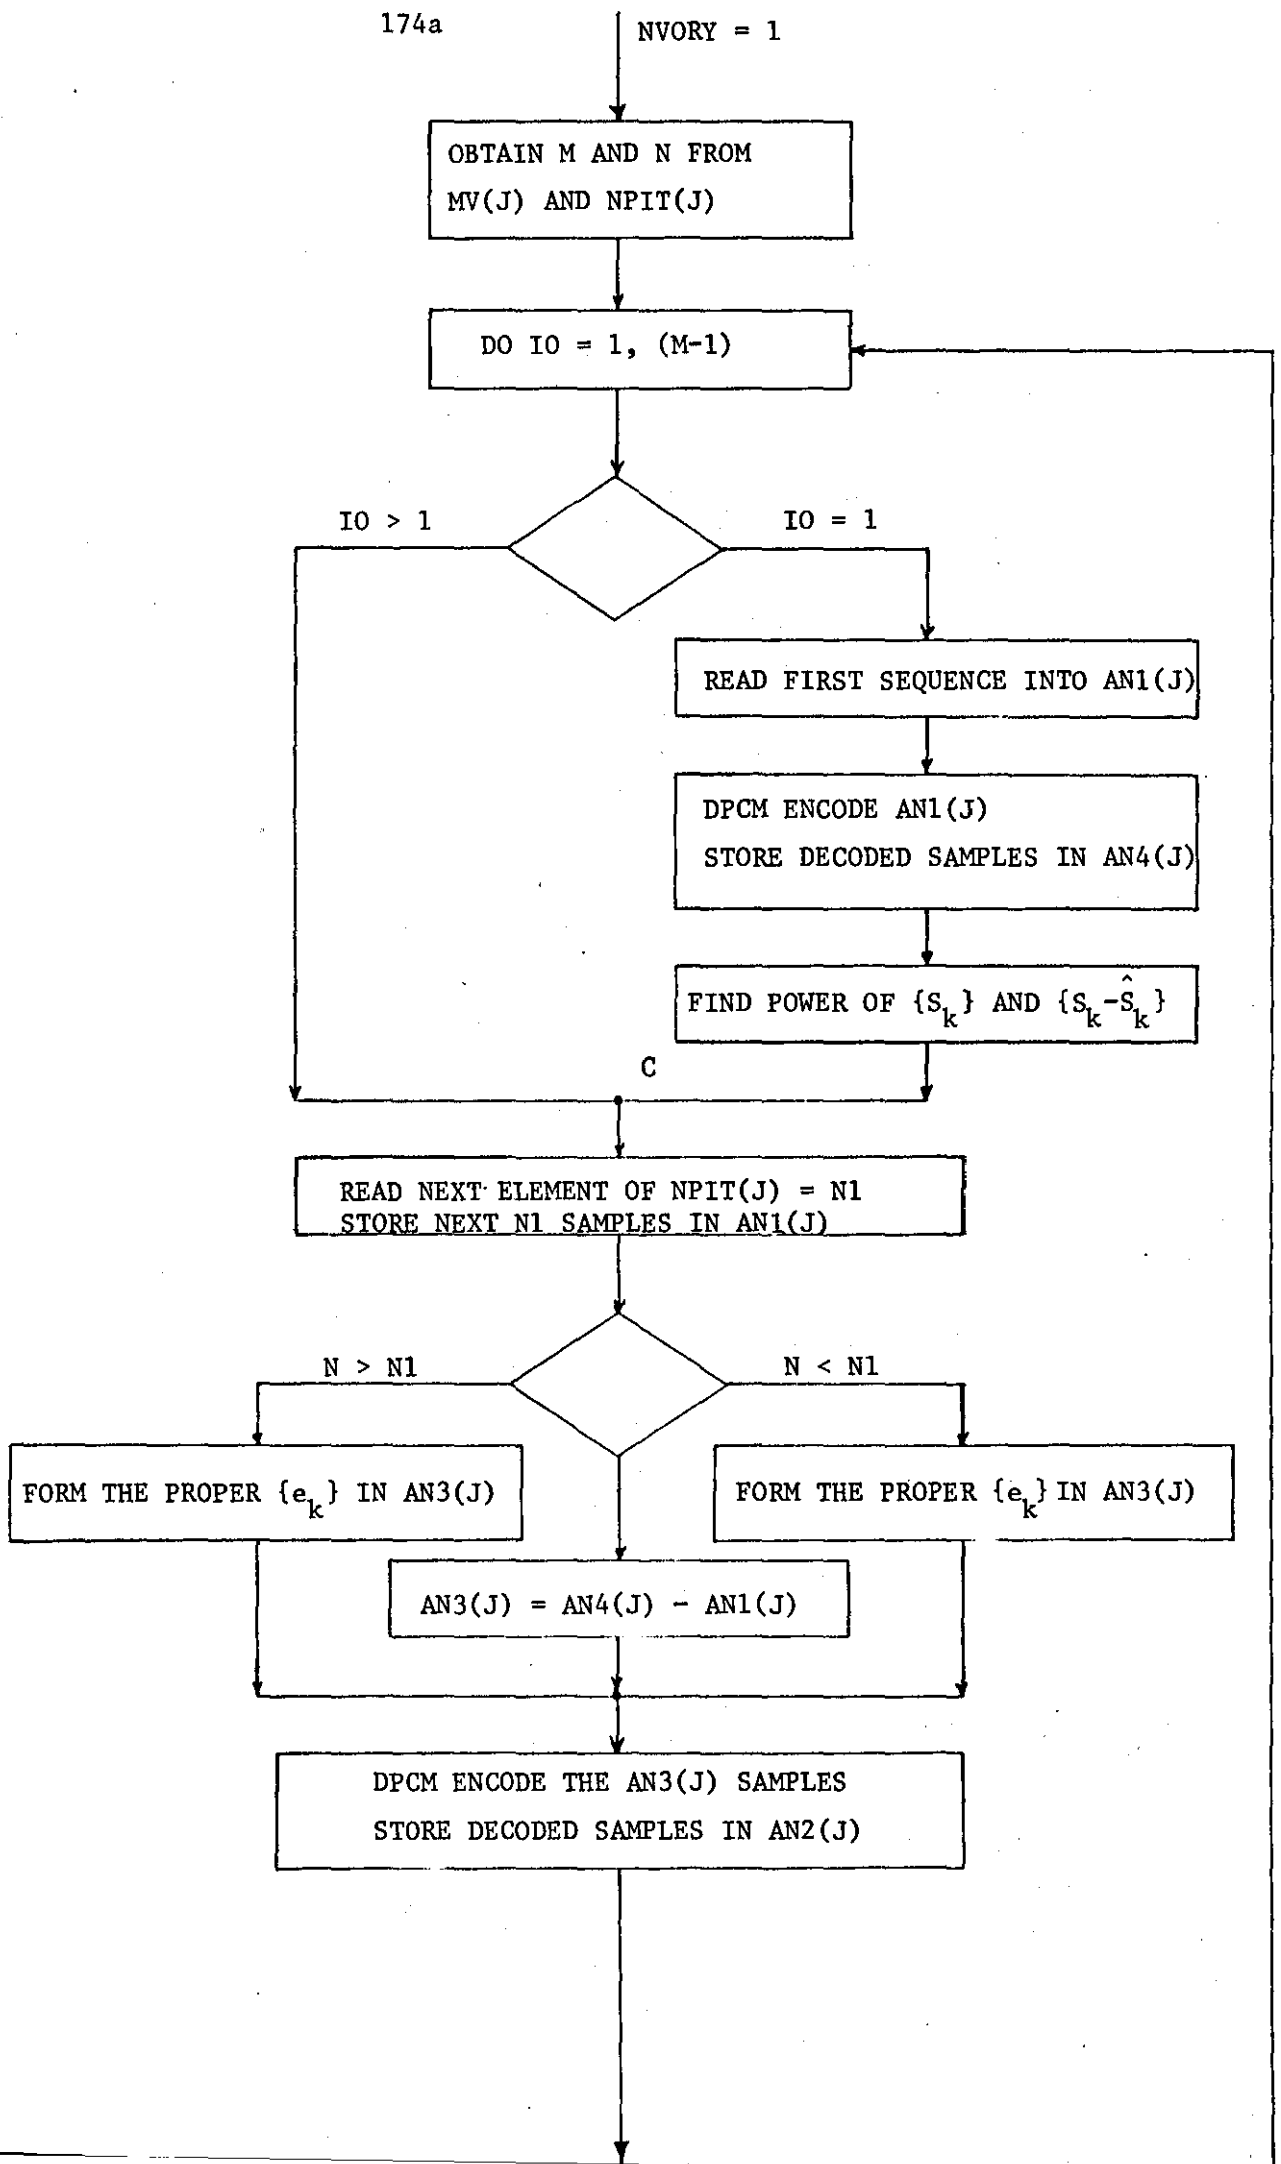 174a
NVORY = 1
OBTAIN M AND N FROM
MV(J) AND NPIT(J)
DO IO = 1, (M-1)
IO > 1
IO = 1
READ FIRST SEQUENCE INTO AN1(J)
DPCM ENCODE AN1(J)
STORE DECODED SAMPLES IN AN4(J)
FIND POWER OF {S_k} AND {S_k-Ŝ_k}
C
READ NEXT ELEMENT OF NPIT(J) = N1
STORE NEXT N1 SAMPLES IN AN1(J)
N > N1
N < N1
FORM THE PROPER {e_k} IN AN3(J)
FORM THE PROPER {e_k} IN AN3(J)
AN3(J) = AN4(J) - AN1(J)
DPCM ENCODE THE AN3(J) SAMPLES
STORE DECODED SAMPLES IN AN2(J)